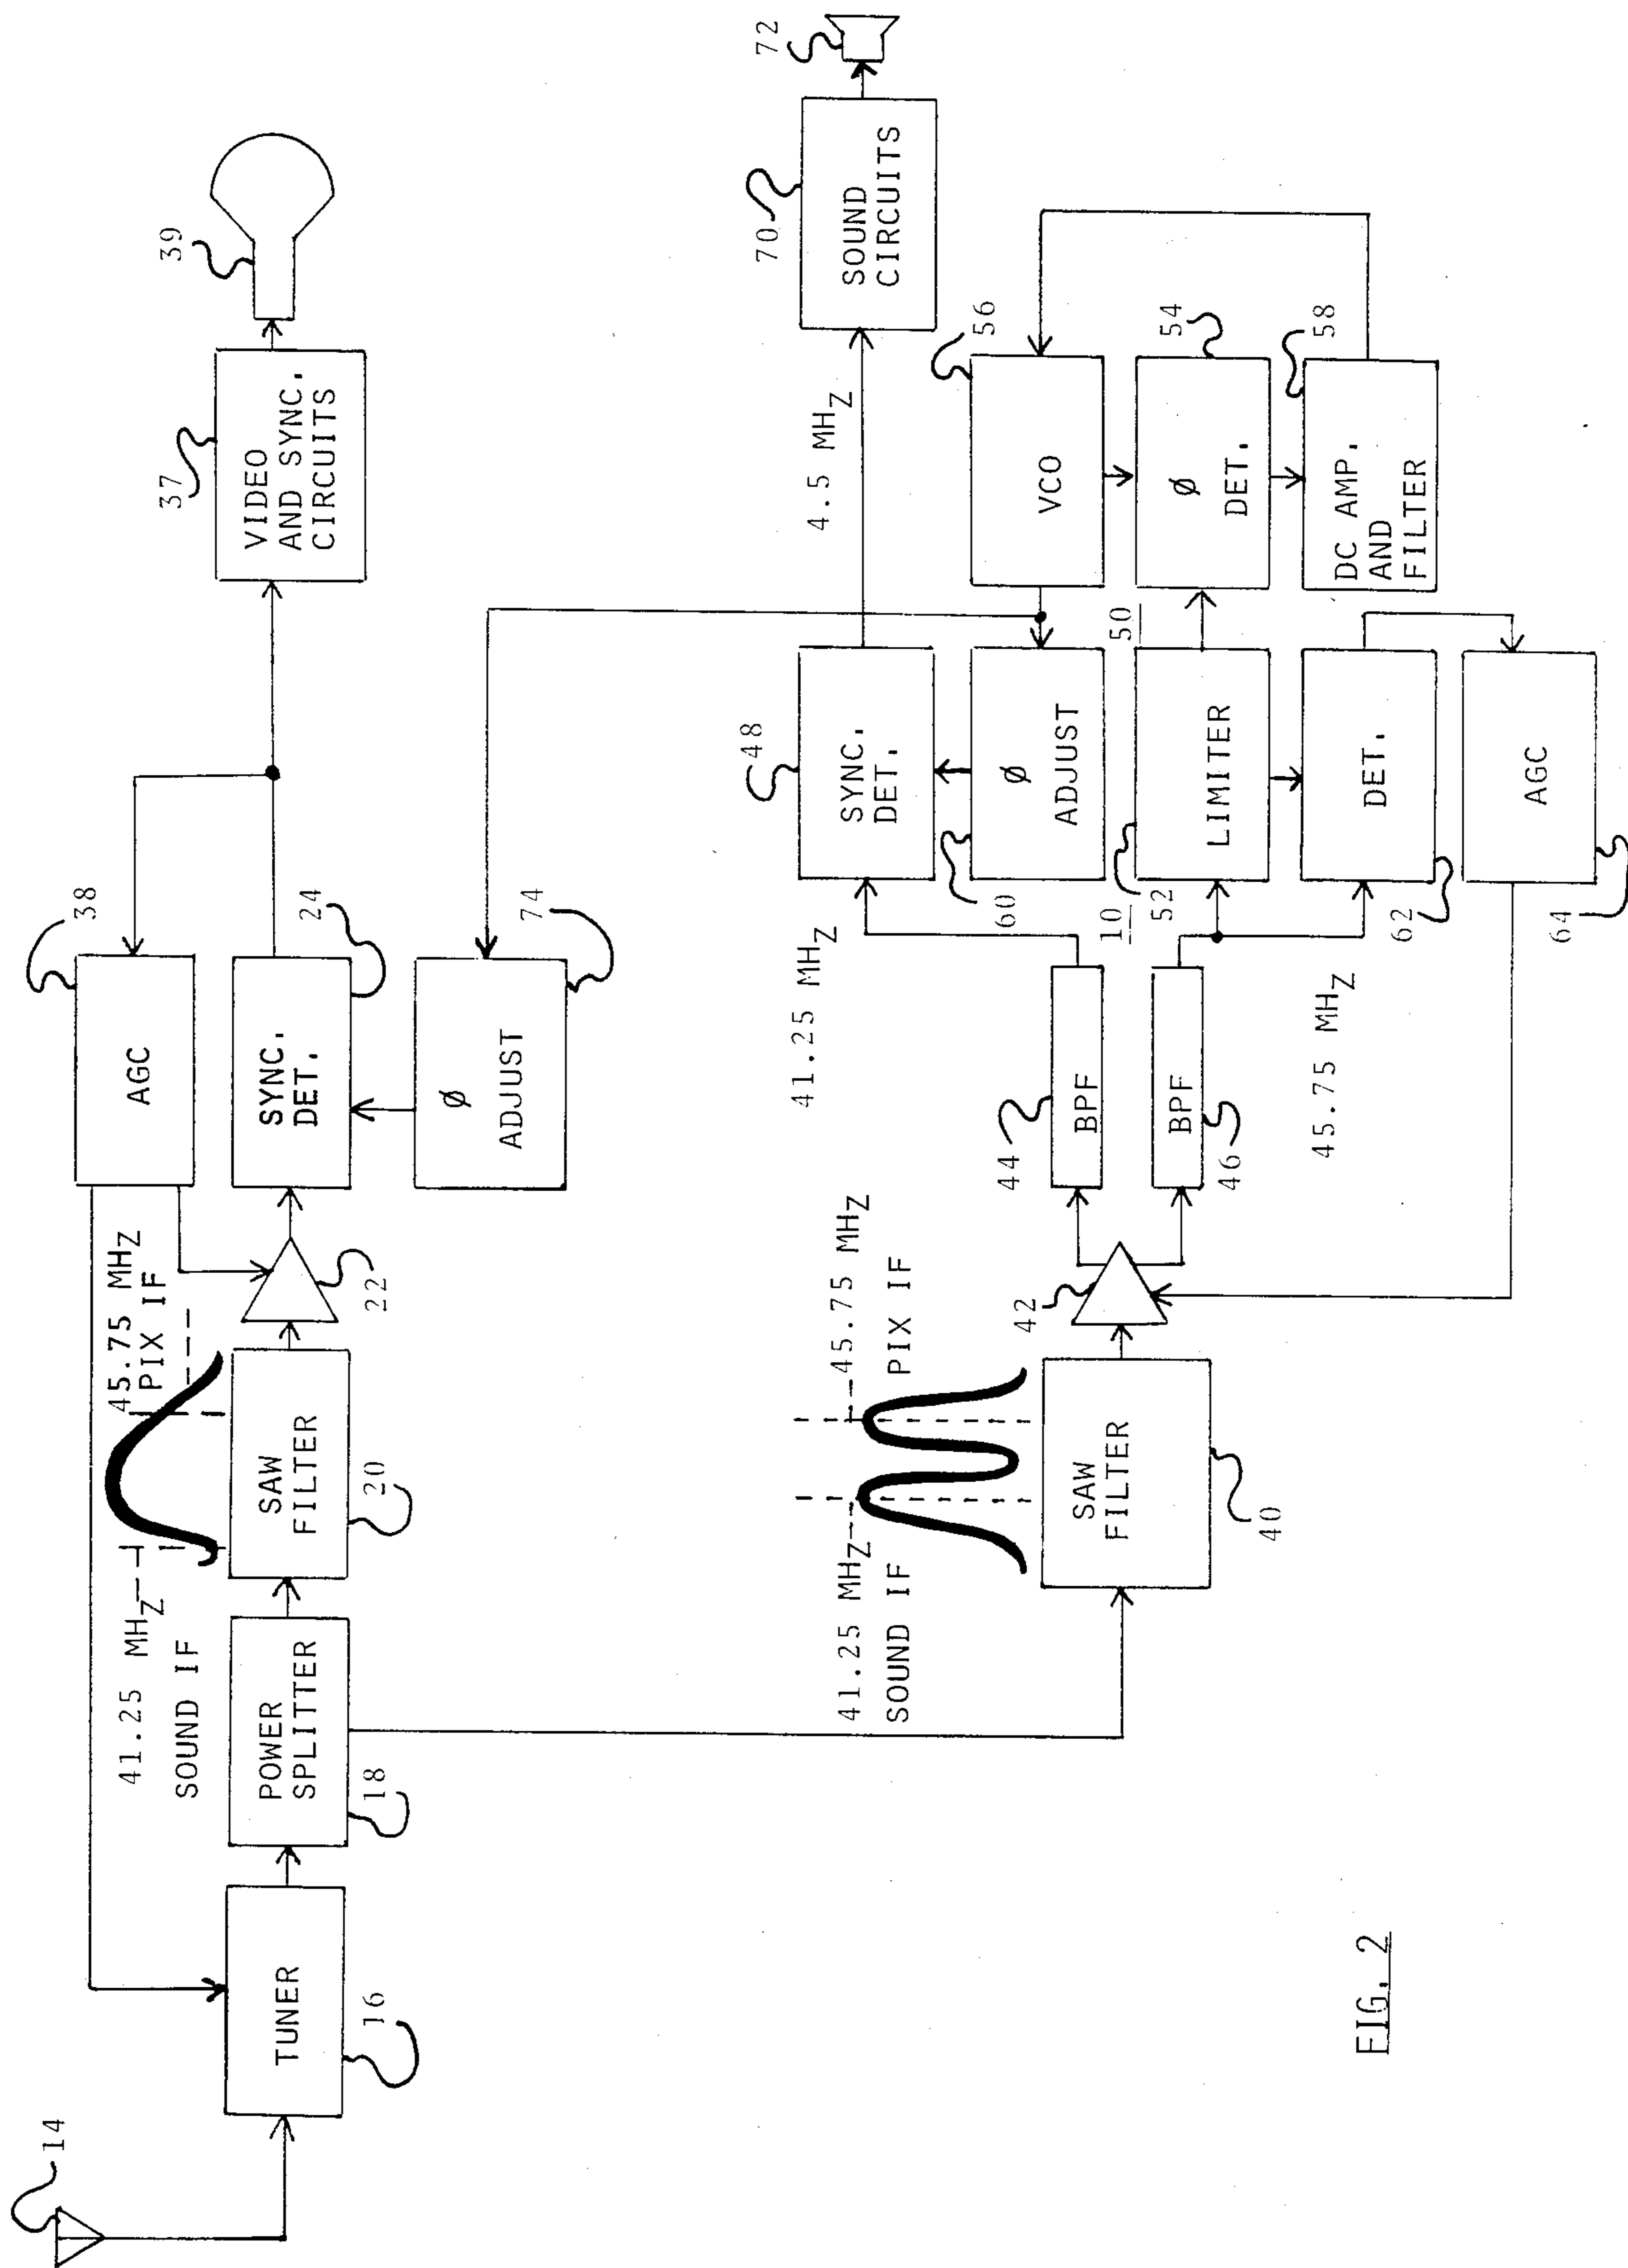 14
TUNER
16
POWER
SPLITTER
18
41.25 MHZ
SOUND IF
45.75 MHZ
PIX IF
SAW
FILTER
20
22
AGC
38
SYNC.
DET.
24
Ø
ADJUST
74
VIDEO
AND SYNC.
CIRCUITS
37
39
41.25 MHZ
SOUND IF
45.75 MHZ
PIX IF
SAW
FILTER
40
42
44
BPF
41.25 MHZ
BPF
46
45.75 MHZ
SYNC.
DET.
48
4.5 MHZ
SOUND
CIRCUITS
70
72
Ø
ADJUST
60
10
50
VCO
56
LIMITER
52
Ø
DET.
54
DET.
62
DC AMP.
AND
FILTER
58
AGC
64
FIG. 2